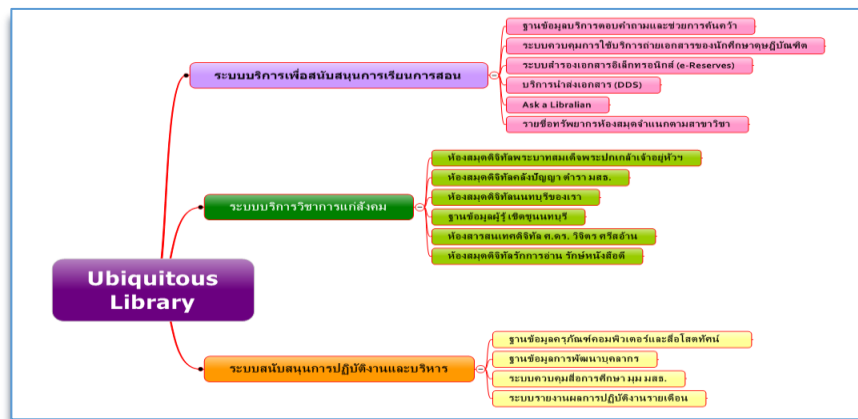 ฐานข้อมูลบริการตอบคำถามและช่วยการค้นคว้า
ระบบควบคุมการใช้บริการถ่ายเอกสารของนักศึกษาดุษฎีบัณฑิต
ระบบบริการเพื่อสนับสนุนการเรียนการสอน
ระบบสำรองเอกสารอิเล็กทรอนิกส์ (e-Reserves)
บริการนำส่งเอกสาร (DDS)
Ask a Libralian
รายชื่อทรัพยากรห้องสมุดจำแนกตามสาขาวิชา
ห้องสมุดดิจิทัลพระบาทสมเด็จพระปกเกล้าเจ้าอยู่หัวฯ
ห้องสมุดดิจิทัลคลังปัญญา ตำรา มสธ.
ห้องสมุดดิจิทัลนนทบุรีของเรา
ระบบบริการวิชาการแก่สังคม
ฐานข้อมูลผู้รู้ เชิดชูนนทบุรี
ห้องสารสนเทศดิจิทัล ศ.ดร. วิจิตร ศรีสอ้าน
ห้องสมุดดิจิทัลรักการอ่าน รักษ์หนังสือดี
Ubiquitous
Library
ฐานข้อมูลครุภัณฑ์คอมพิวเตอร์และสื่อโสตทัศน์
ฐานข้อมูลการพัฒนาบุคลากร
ระบบสนับสนุนการปฏิบัติงานและบริหาร
ระบบควบคุมสื่อการศึกษา มุม มสธ.
ระบบรายงานผลการปฏิบัติงานรายเดือน